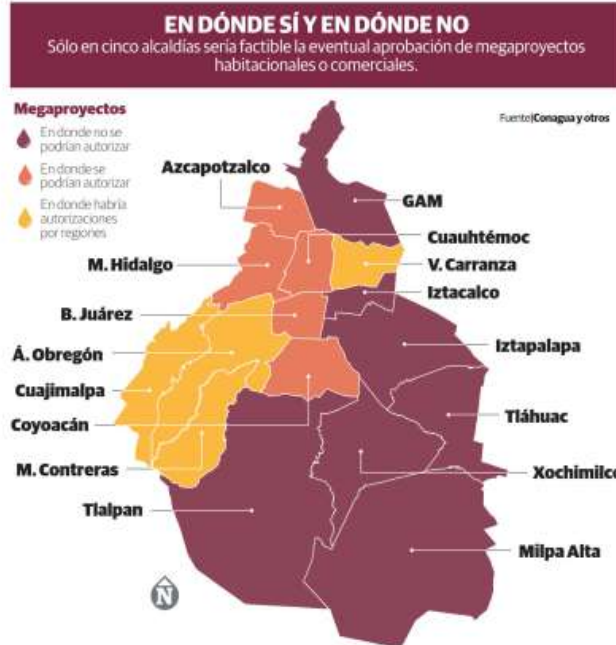 EN DÓNDE SÍ Y EN DÓNDE NO
Sólo en cinco alcaldías sería factible la eventual aprobación de megaproyectos
habitacionales o comerciales.
Megaproyectos
En donde no se
podrían autorizar
En donde se
podrían autorizar
En donde habría
autorizaciones
por regiones
Fuente|Conagua y otros
Azcapotzalco
GAM
Cuauhtémoc
M. Hidalgo
V. Carranza
Iztacalco
B. Juárez
Iztapalapa
Á. Obregón
Cuajimalpa
Tláhuac
Coyoacán
M. Contreras
Xochimilco
Tlalpan
Milpa Alta
N